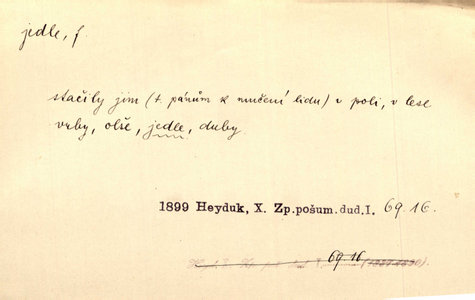 jedle, f.
stačily jim (t. pánům k mučení lidu) v poli, v lese
vrby, olše, jedle, duby
1899 Heyduk, X. Zp.pošum.dud.I. 69.16.
69 16